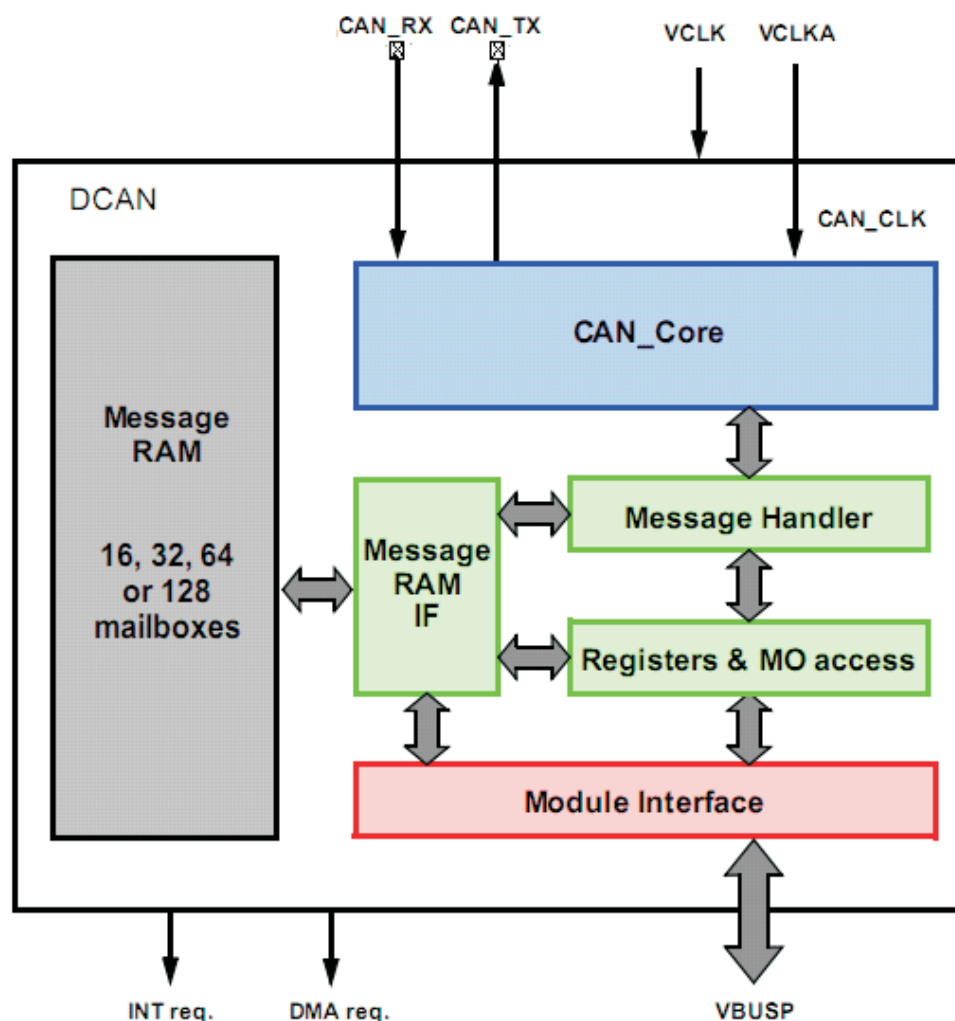 CAN_RX CAN_TX VCLK VCLKA
DCAN
CAN_CLK
CAN_Core
Message
RAM
16, 32, 64
or 128
mailboxes
Message
RAM
IF
Message Handler
Registers & MO access
Module Interface
INT req. DMA req. VBUSP